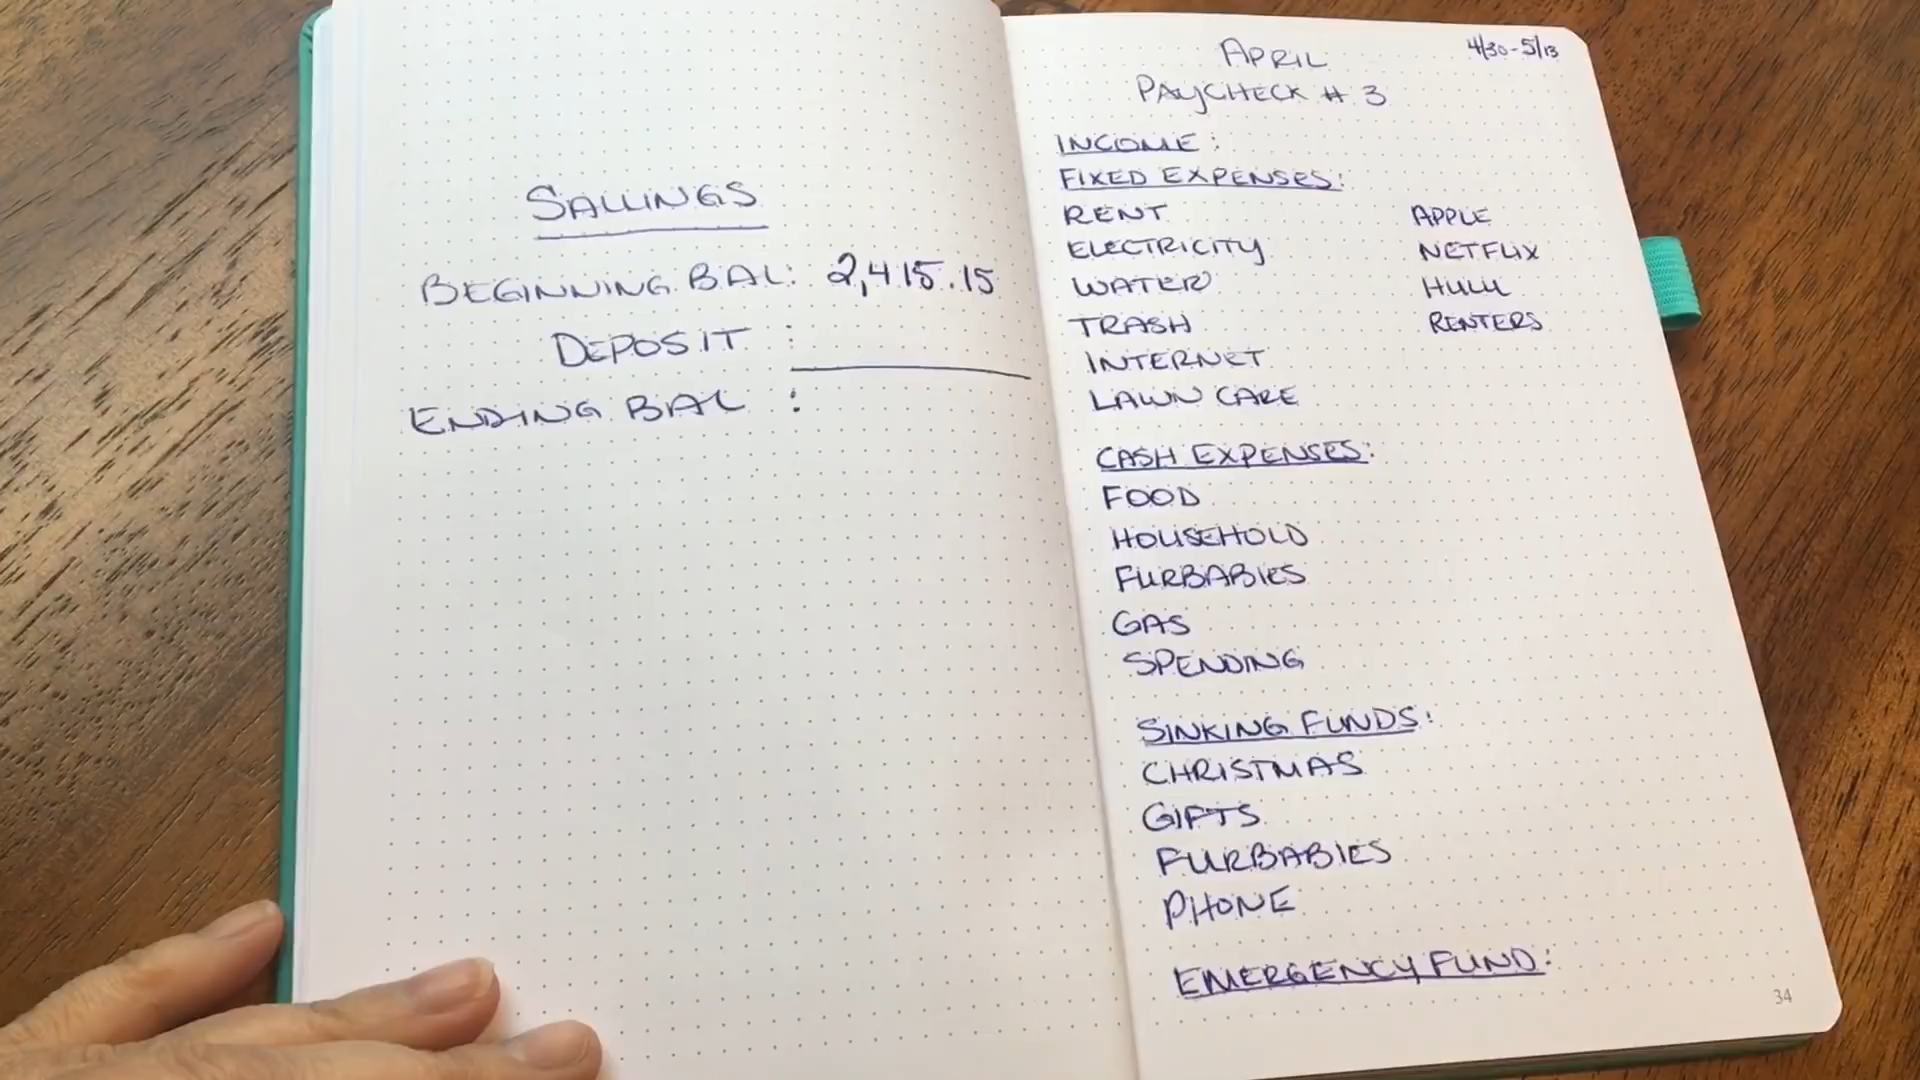 SAVINGS
BEGINNING BAL: 2,415.15
DEPOSIT :
ENDING BAL :
APRIL 4/30-5/13
PAYCHECK # 3
INCOME:
FIXED EXPENSES:
RENT APPLE
ELECTRICITY NETFLIX
WATER HULU
TRASH RENTERS
INTERNET
LAWN CARE
CASH EXPENSES:
FOOD
HOUSEHOLD
FURBABIES
GAS
SPENDING
SINKING FUNDS:
CHRISTMAS
GIFTS
FURBABIES
PHONE
EMERGENCY FUND:
34